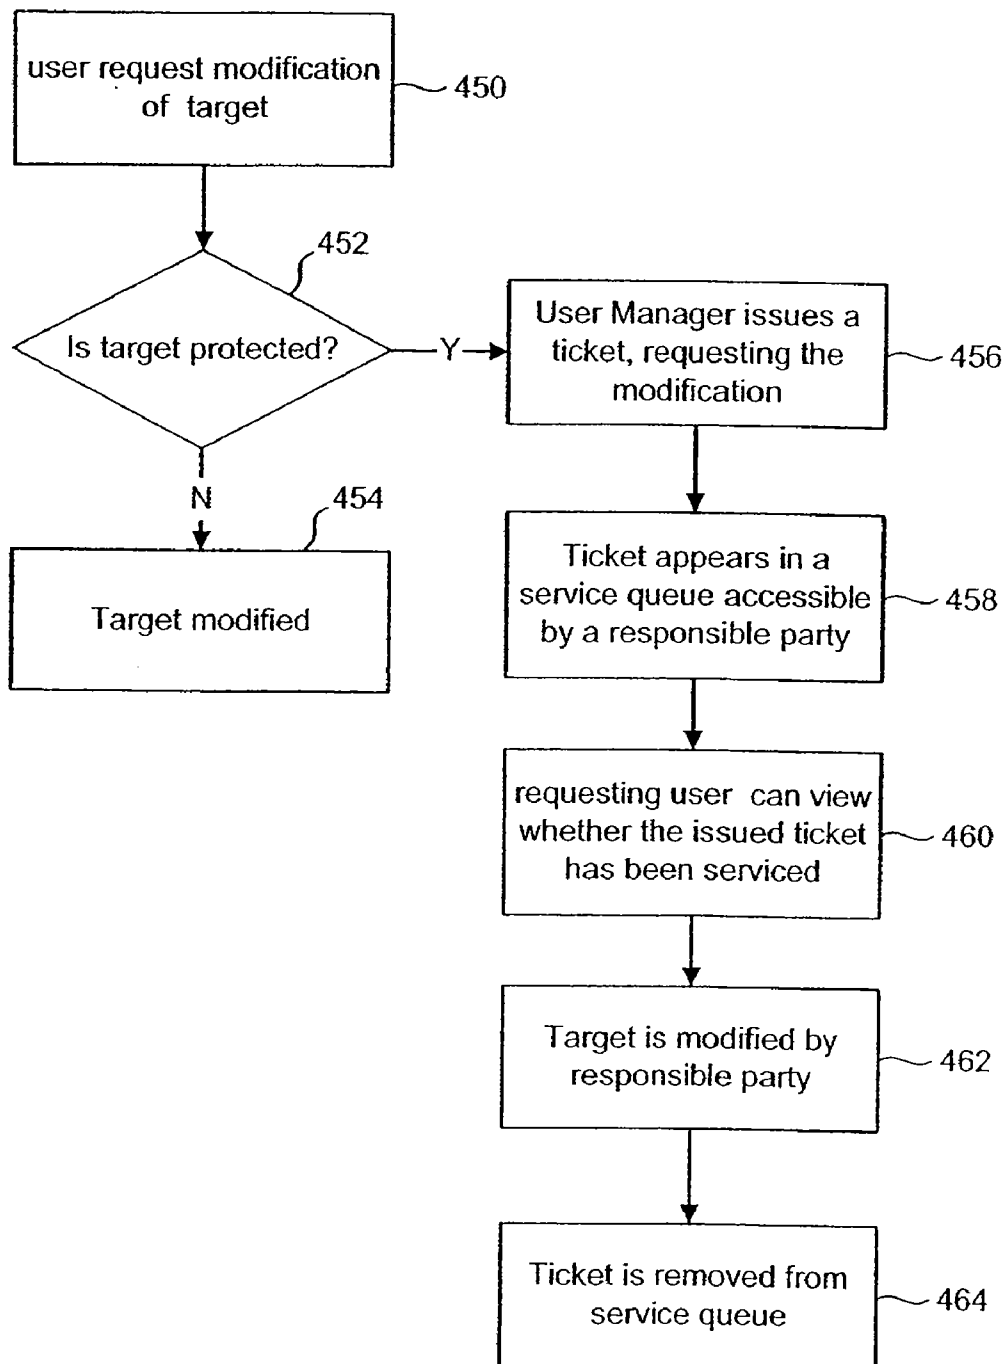 user request modification
of target
450
452
Is target protected?
Y
N
454
Target modified
User Manager issues a
ticket, requesting the
modification
456
Ticket appears in a
service queue accessible
by a responsible party
458
requesting user can view
whether the issued ticket
has been serviced
460
Target is modified by
responsible party
462
Ticket is removed from
service queue
464